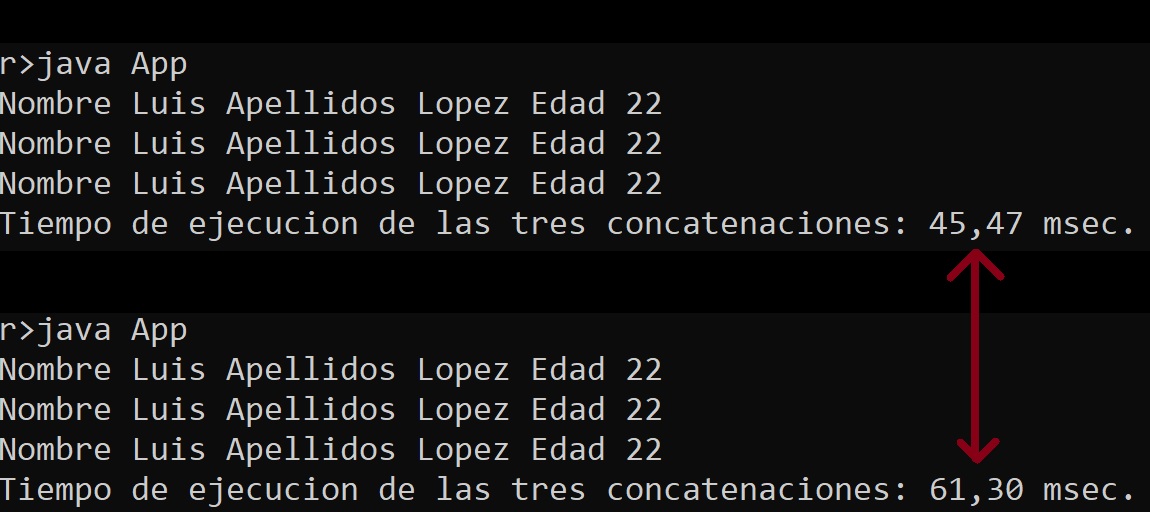 r>java App
Nombre Luis Apellidos Lopez Edad 22
Nombre Luis Apellidos Lopez Edad 22
Nombre Luis Apellidos Lopez Edad 22
Tiempo de ejecucion de las tres concatenaciones: 45,47 msec.
r>java App
Nombre Luis Apellidos Lopez Edad 22
Nombre Luis Apellidos Lopez Edad 22
Nombre Luis Apellidos Lopez Edad 22
Tiempo de ejecucion de las tres concatenaciones: 61,30 msec.